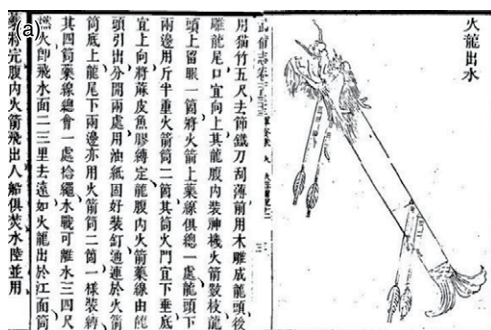 (a)
火龍出水
用猫竹五尺去節鐵刀刮薄前用木雕成龍頭後
雕龍尾口宜向上其龍腹內裝神機火箭數枝龍
頭上留眼一箇將火箭上藥線俱總一處龍頭下
兩邊用斤半重火箭筒二箇其筒火門宜下垂底
宜上向將蔴皮魚膠縛定龍腹內火箭藥線由龍
頭引出分開兩處用油紙固好裝釘通連於火箭
筒底上龍尾下兩邊亦用火箭筒二箇一樣裝縛
其四筒藥線總會一處捻繩水戰可離水三四尺
燃火卽飛水面二三里去遠如火龍出於江面筒
藥將完腹內火箭飛出人船俱焚水陸並用